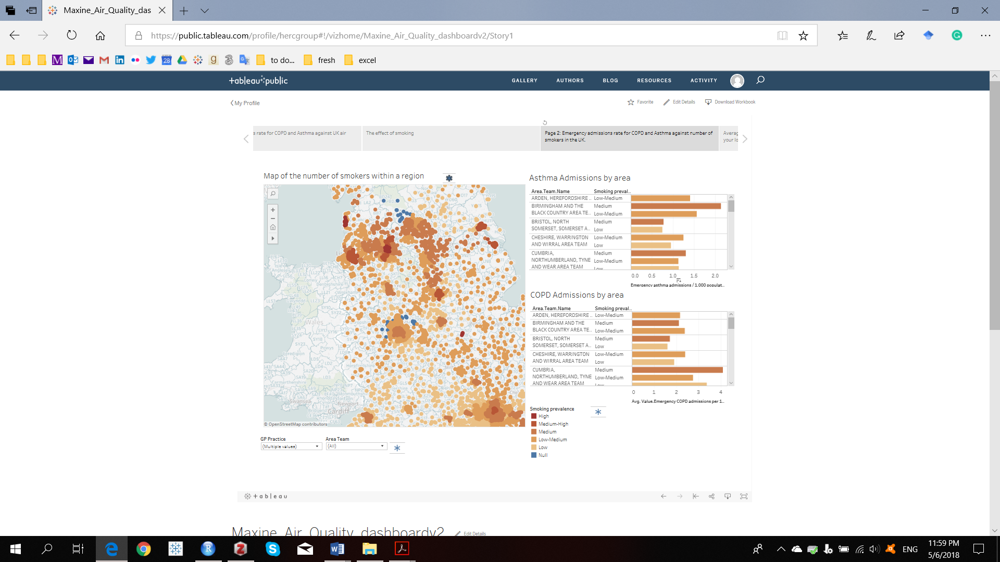 Maxine_Air_Quality_das
https://public.tableau.com/profile/hercgroup#!/vizhome/Maxine_Air_Quality_dashboardv2/Story1
to do...
fresh
excel
+ableau public
GALLERY
AUTHORS
BLOG
RESOURCES
ACTIVITY
My Profile
Favorite
Edit Details
Download Workbook
s rate for COPD and Asthma against UK air
The effect of smoking
Page 2: Emergency admissions rate for COPD and Asthma against number of
smokers in the UK.
Averag
your lo
Map of the number of smokers within a region
Wales
Powys
Swansea
Newport
Cardiff
© OpenStreetMap contributors
GP Practice
(Multiple values)
Area Team
(All)
Asthma Admissions by area
Area.Team.Name
Smoking preval..
ARDEN, HEREFORDSHIRE .. Low-Medium
BIRMINGHAM AND THE Medium
BLACK COUNTRY AREA TE.. Low-Medium
BRISTOL, NORTH Medium
SOMERSET, SOMERSET A.. Low
CHESHIRE, WARRINGTON Low-Medium
AND WIRRAL AREA TEAM Low
CUMBRIA, Medium
NORTHUMBERLAND, TYNE Low-Medium
AND WEAR AREA TEAM Low
0.0 0.5 1.0 1.5 2.0
Emergency asthma admissions / 1,000 populat..
COPD Admissions by area
Area.Team.Name
Smoking preval..
ARDEN, HEREFORDSHIRE .. Low-Medium
BIRMINGHAM AND THE Medium
BLACK COUNTRY AREA TE.. Low-Medium
BRISTOL, NORTH Medium
SOMERSET, SOMERSET A.. Low
CHESHIRE, WARRINGTON Low-Medium
AND WIRRAL AREA TEAM Low
CUMBRIA, Medium
NORTHUMBERLAND, TYNE Low-Medium
AND WEAR AREA TEAM Low
0 1 2 3 4
Avg. Value.Emergency COPD admissions per 1..
Smoking prevalence
High
Medium-High
Medium
Low-Medium
Low
Null
+ableau
Maxine_Air_Quality_dashboardv2
Edit Details
ENG
11:59 PM
5/6/2018